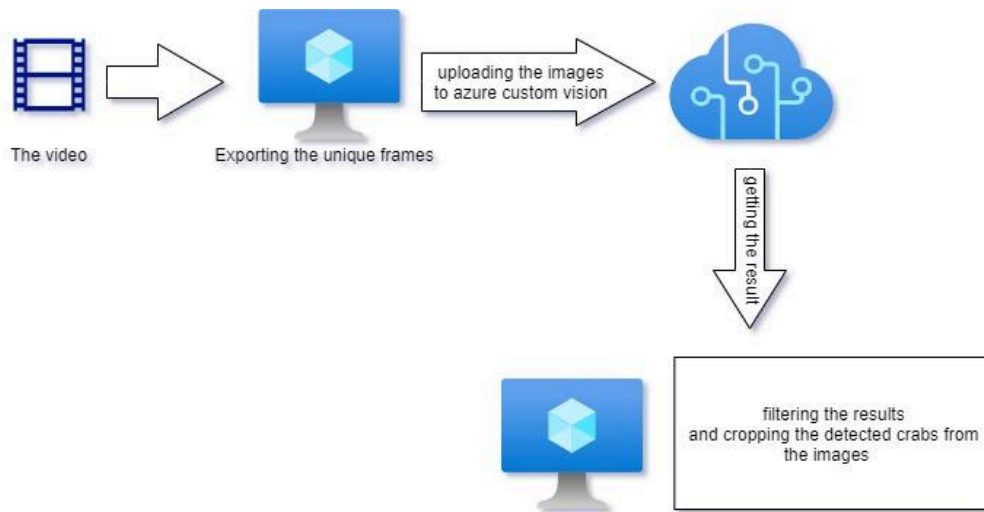 uploading the images
to azure custom vision
The video
Exporting the unique frames
getting the result
filtering the results
and cropping the detected crabs from
the images